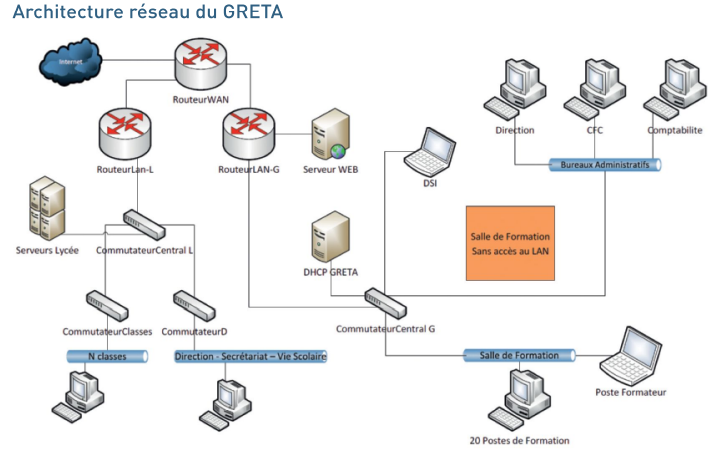 Architecture réseau du GRETA
Internet
RouteurWAN
RouteurLan-L
RouteurLAN-G
Serveur WEB
DSI
Direction
CFC
Comptabilite
Bureaux Administratifs
Salle de Formation
Sans accès au LAN
Serveurs Lycée
CommutateurCentral L
DHCP GRETA
CommutateurClasses
CommutateurD
CommutateurCentral G
N classes
Direction - Secrétariat – Vie Scolaire
Salle de Formation
Poste Formateur
20 Postes de Formation